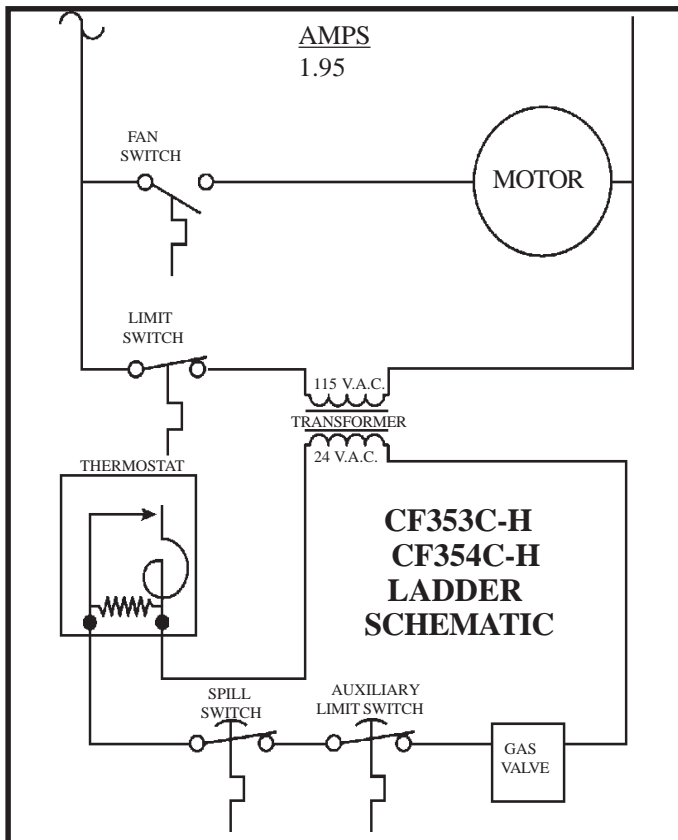 AMPS
1.95
FAN
SWITCH
MOTOR
LIMIT
SWITCH
115 V.A.C.
TRANSFORMER
24 V.A.C.
THERMOSTAT
CF353C-H
CF354C-H
LADDER
SCHEMATIC
SPILL
SWITCH
AUXILIARY
LIMIT SWITCH
GAS
VALVE